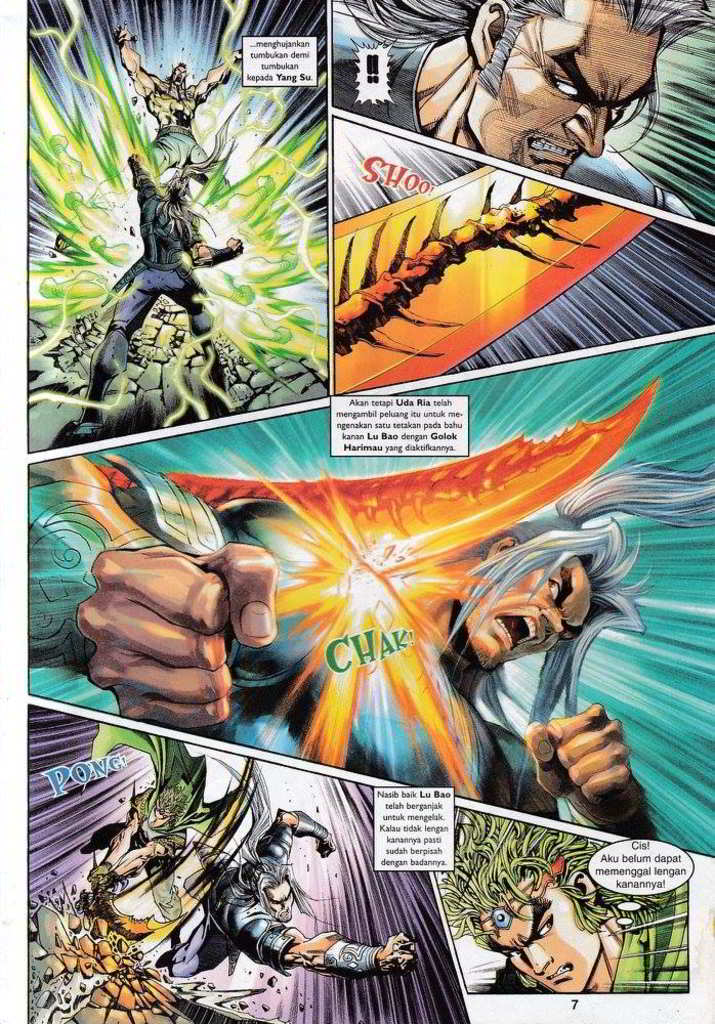 ...menghujankan
tumbukan demi
tumbukan
kepada Yang Su.
!!
SHOO!
Akan tetapi Uda Ria telah
mengambil peluang itu untuk me-
ngenakan satu tetakan pada bahu
kanan Lu Bao dengan Golok
Harimau yang diaktifkannya.
CHAK!
PONG!
Nasib baik Lu Bao
telah berganjak
untuk mengelak.
Kalau tidak lengan
kanannya pasti
sudah berpisah
dengan badannya.
Cis!
Aku belum dapat
memenggal lengan
kanannya!
7